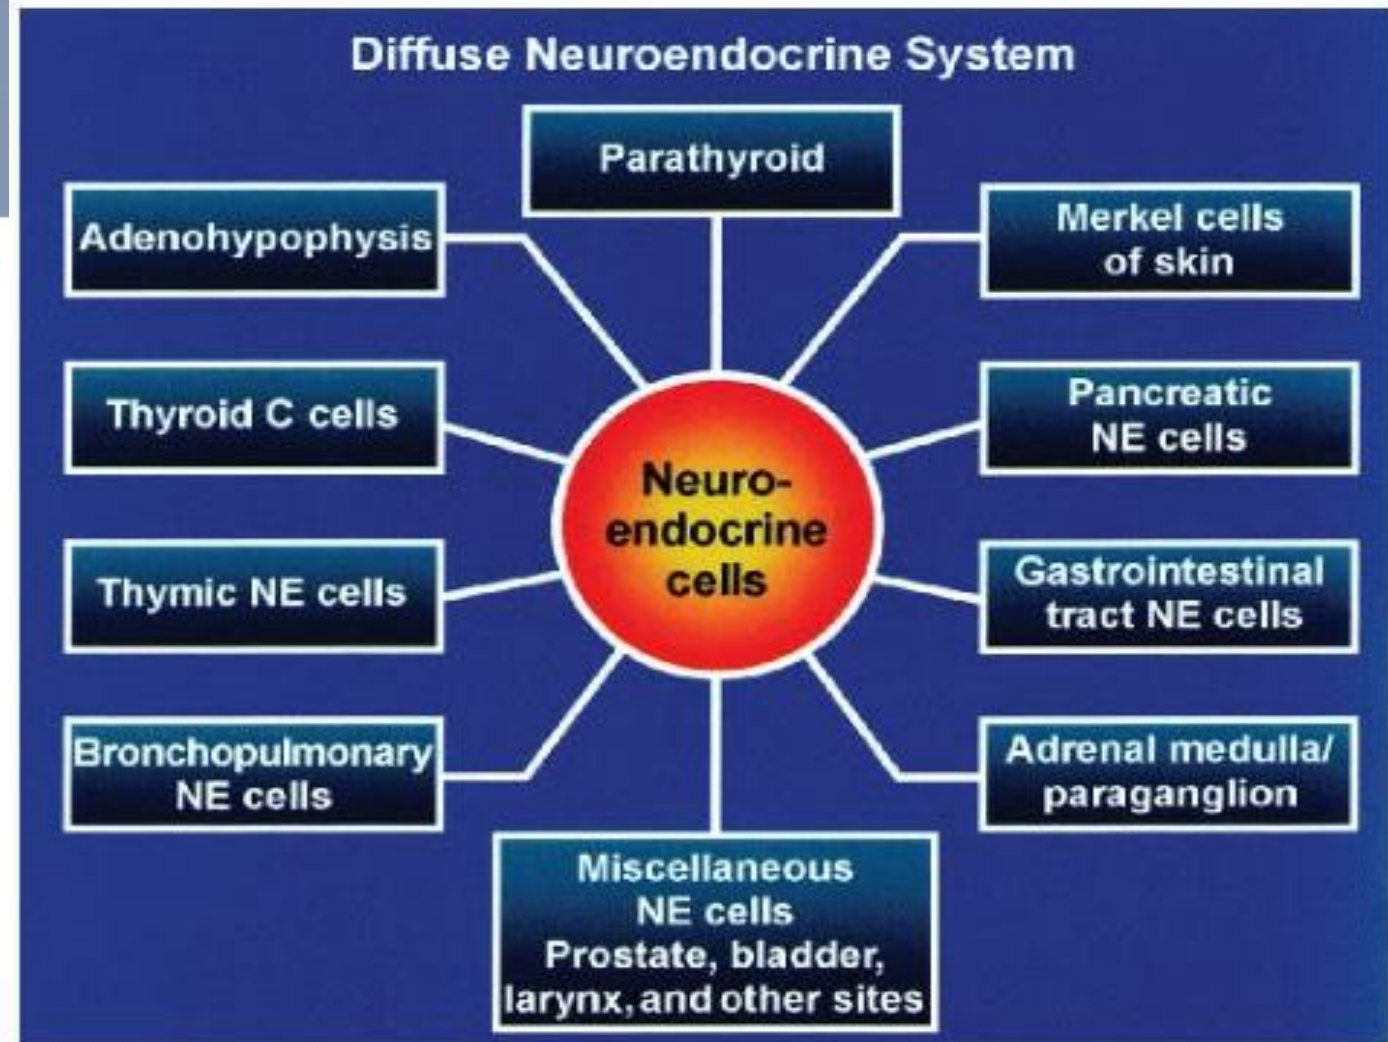 Diffuse Neuroendocrine System
Parathyroid
Adenohypophysis
Merkel cells
of skin
Thyroid C cells
Pancreatic
NE cells
Neuro-
endocrine
cells
Thymic NE cells
Gastrointestinal
tract NE cells
Bronchopulmonary
NE cells
Adrenal medulla/
paraganglion
Miscellaneous
NE cells
Prostate, bladder,
larynx, and other sites